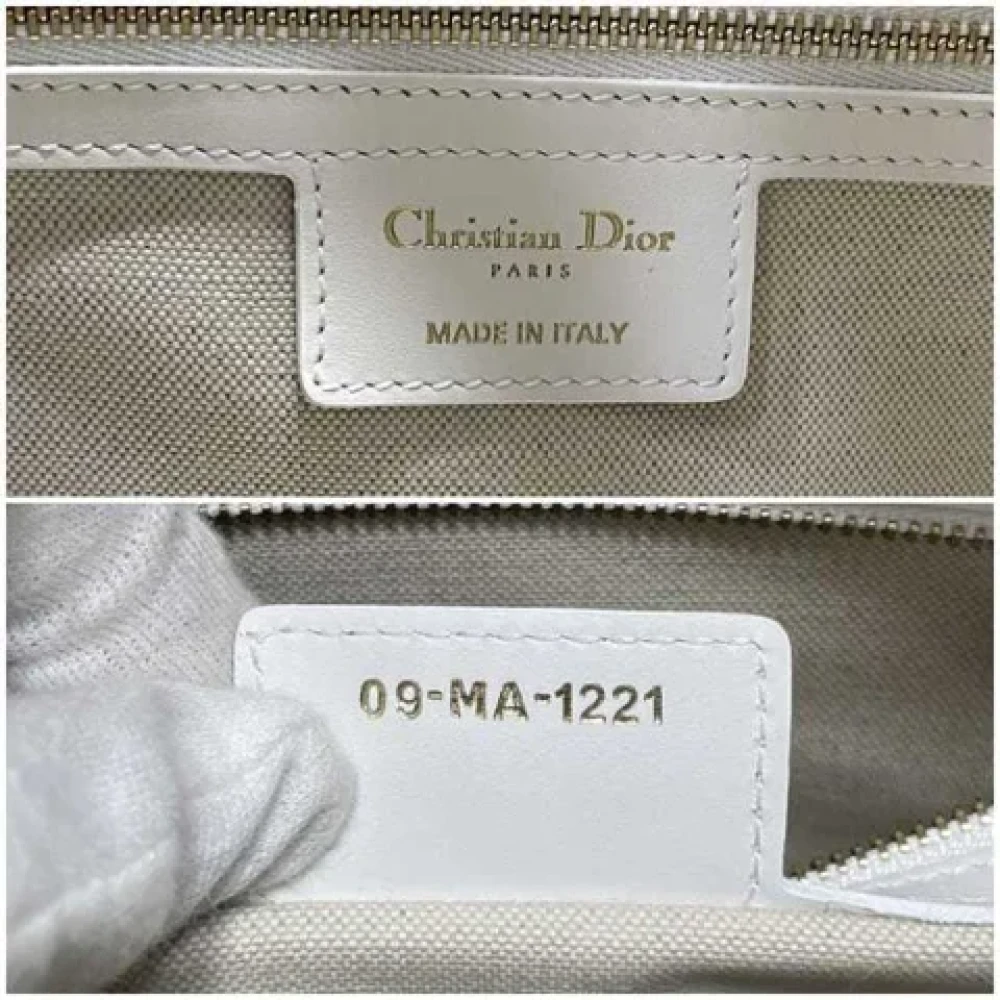 Christian Dior
PARIS
MADE IN ITALY
09-MA-1221